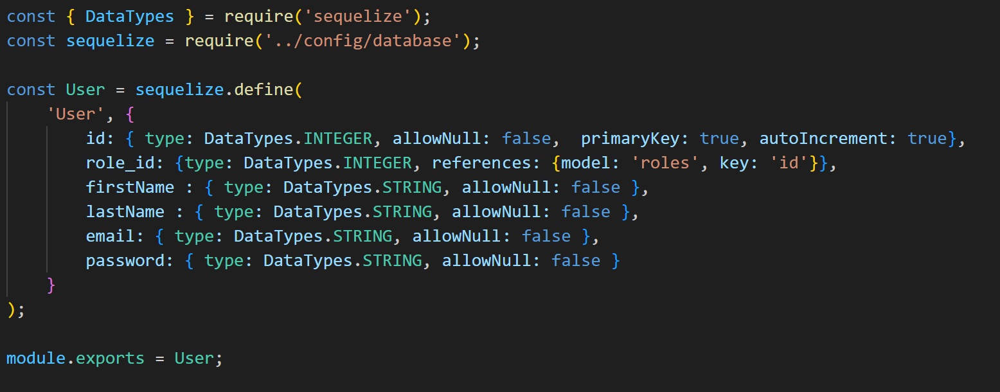 const { DataTypes } = require('sequelize');
const sequelize = require('../config/database');

const User = sequelize.define(
    'User', {
        id: { type: DataTypes.INTEGER, allowNull: false,  primaryKey: true, autoIncrement: true},
        role_id: {type: DataTypes.INTEGER, references: {model: 'roles', key: 'id'}},
        firstName : { type: DataTypes.STRING, allowNull: false },
        lastName : { type: DataTypes.STRING, allowNull: false },
        email: { type: DataTypes.STRING, allowNull: false },
        password: { type: DataTypes.STRING, allowNull: false }
    }
);

module.exports = User;